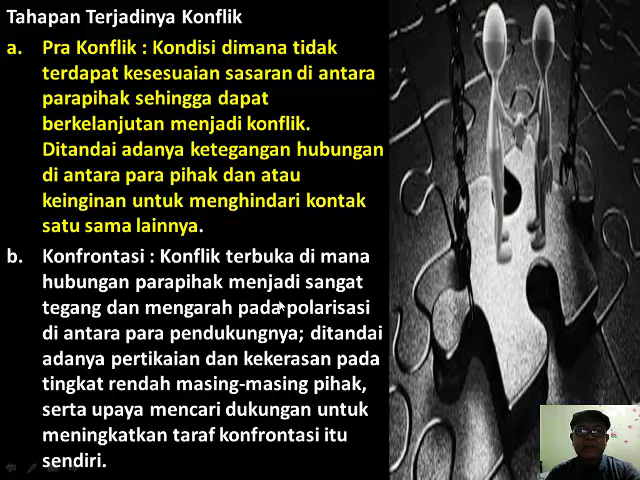 Tahapan Terjadinya Konflik
a. Pra Konflik : Kondisi dimana tidak
terdapat kesesuaian sasaran di antara
parapihak sehingga dapat
berkelanjutan menjadi konflik.
Ditandai adanya ketegangan hubungan
di antara para pihak dan atau
keinginan untuk menghindari kontak
satu sama lainnya.
b. Konfrontasi : Konflik terbuka di mana
hubungan parapihak menjadi sangat
tegang dan mengarah pada polarisasi
di antara para pendukungnya; ditandai
adanya pertikaian dan kekerasan pada
tingkat rendah masing-masing pihak,
serta upaya mencari dukungan untuk
meningkatkan taraf konfrontasi itu
sendiri.